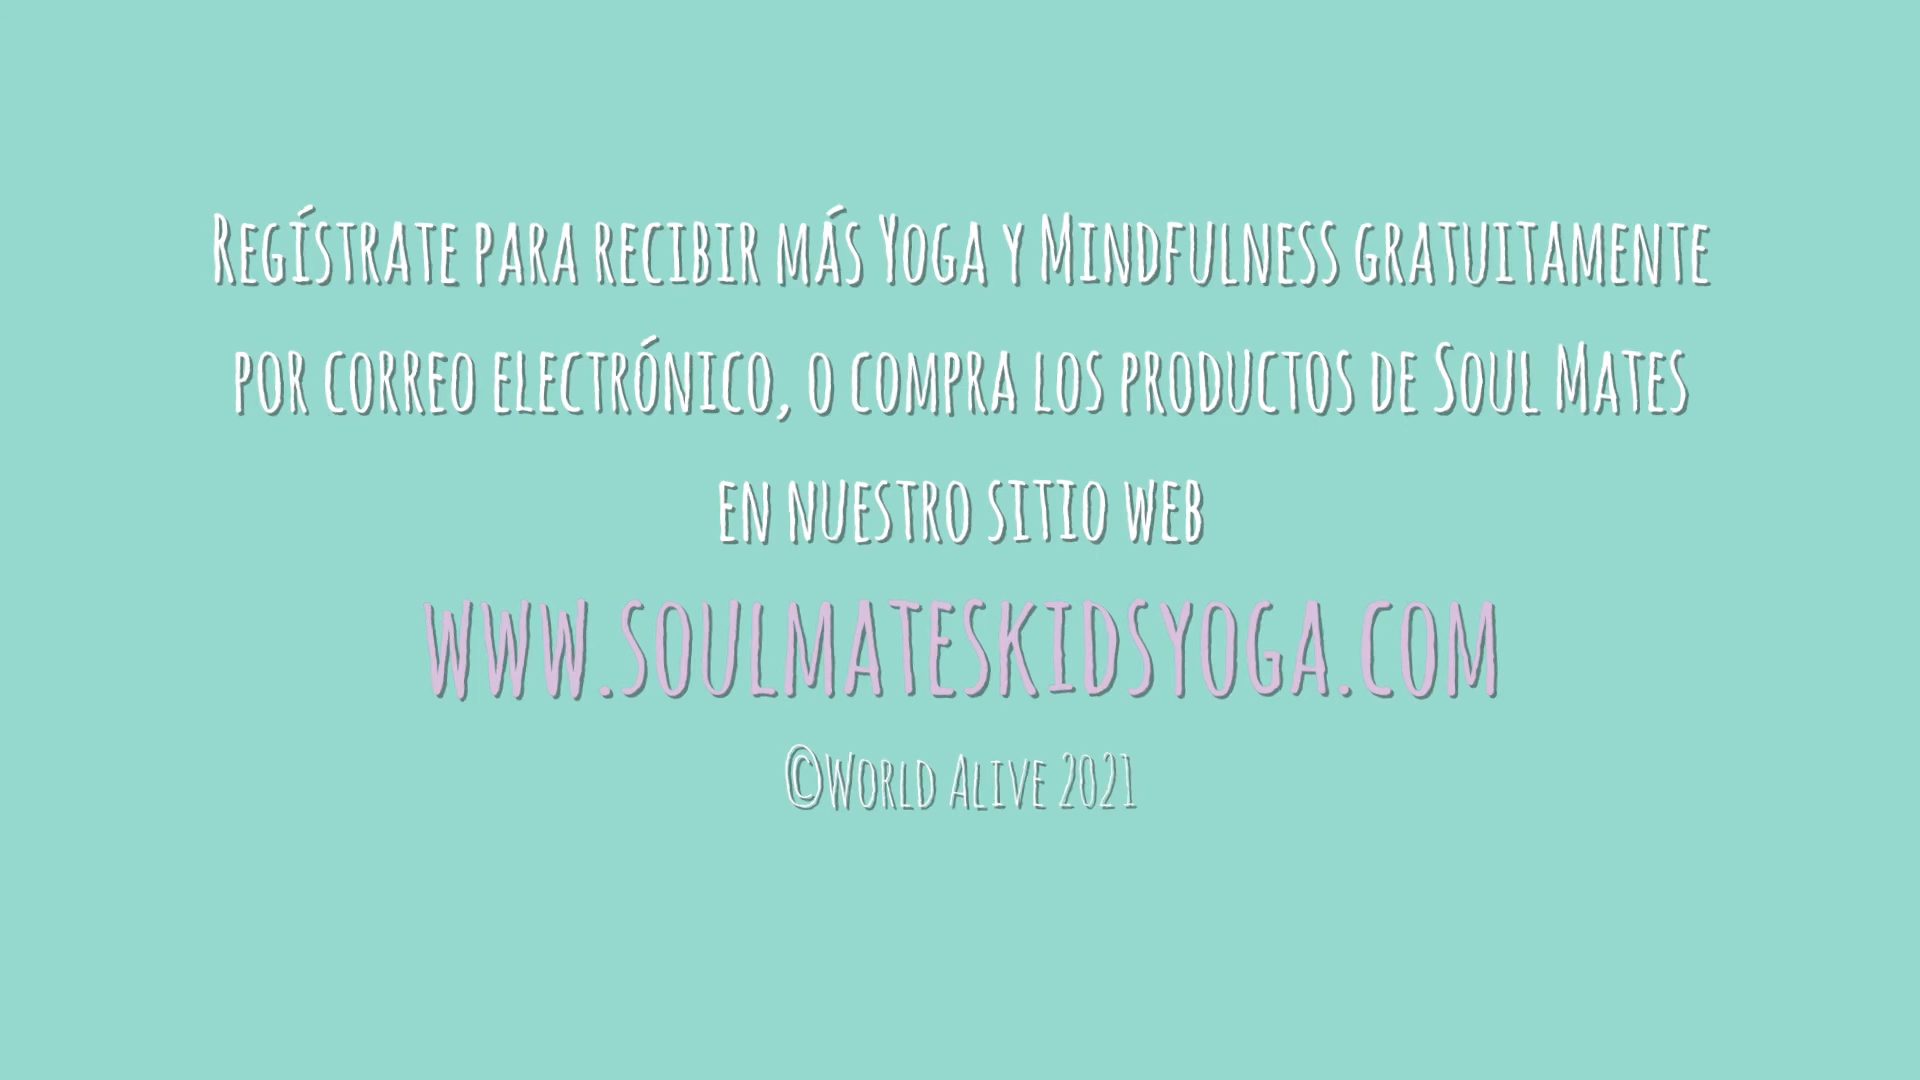 Regístrate para recibir más Yoga y Mindfulness gratuitamente
por correo electrónico, o compra los productos de Soul Mates
en nuestro sitio web
www.soulmateskidsyoga.com
©World Alive 2021